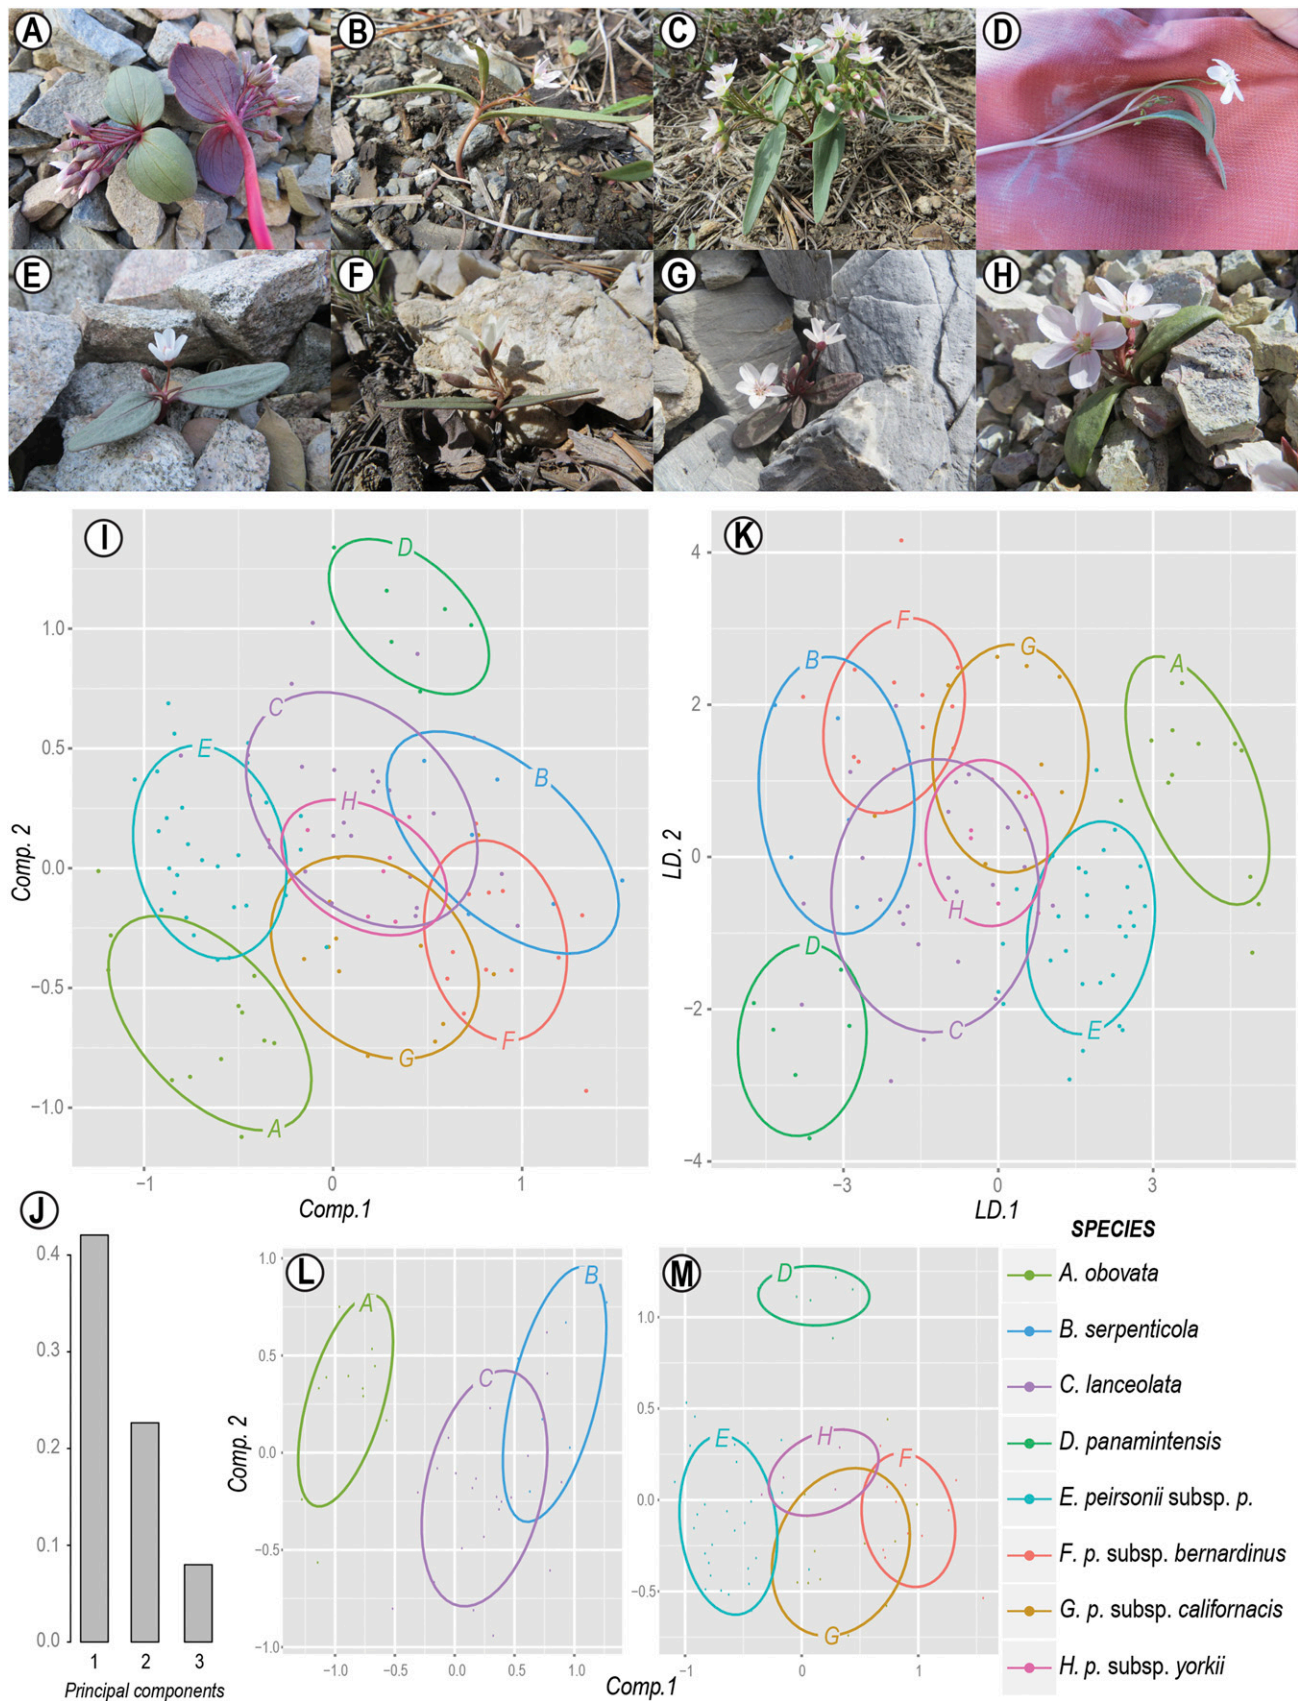 A
B
C
D
E
F
G
H
I
D
C
E
B
H
F
G
A
1.0
0.5
0.0
−0.5
−1.0
Comp. 2
−1
0
1
Comp.1
K
F
B
G
A
H
D
C
E
4
2
0
−2
−4
LD. 2
−3
0
3
LD.1
J
0.4
0.3
0.2
0.1
0.0
1
2
3
Principal components
L
B
A
C
1.0
0.5
0.0
−0.5
−1.0
Comp. 2
−1.0
−0.5
0.0
0.5
1.0
Comp.1
M
D
E
H
F
G
1.0
0.5
0.0
−0.5
−1
0
1
SPECIES
A. obovata
B. serpenticola
C. lanceolata
D. panamintensis
E. peirsonii subsp. p.
F. p. subsp. bernardinus
G. p. subsp. californacis
H. p. subsp. yorkii